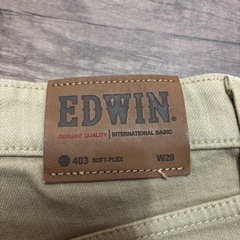 EDWIN.
GENUINE QUALITY | INTERNATIONAL BASIC
403 SOFT-FLEX W29